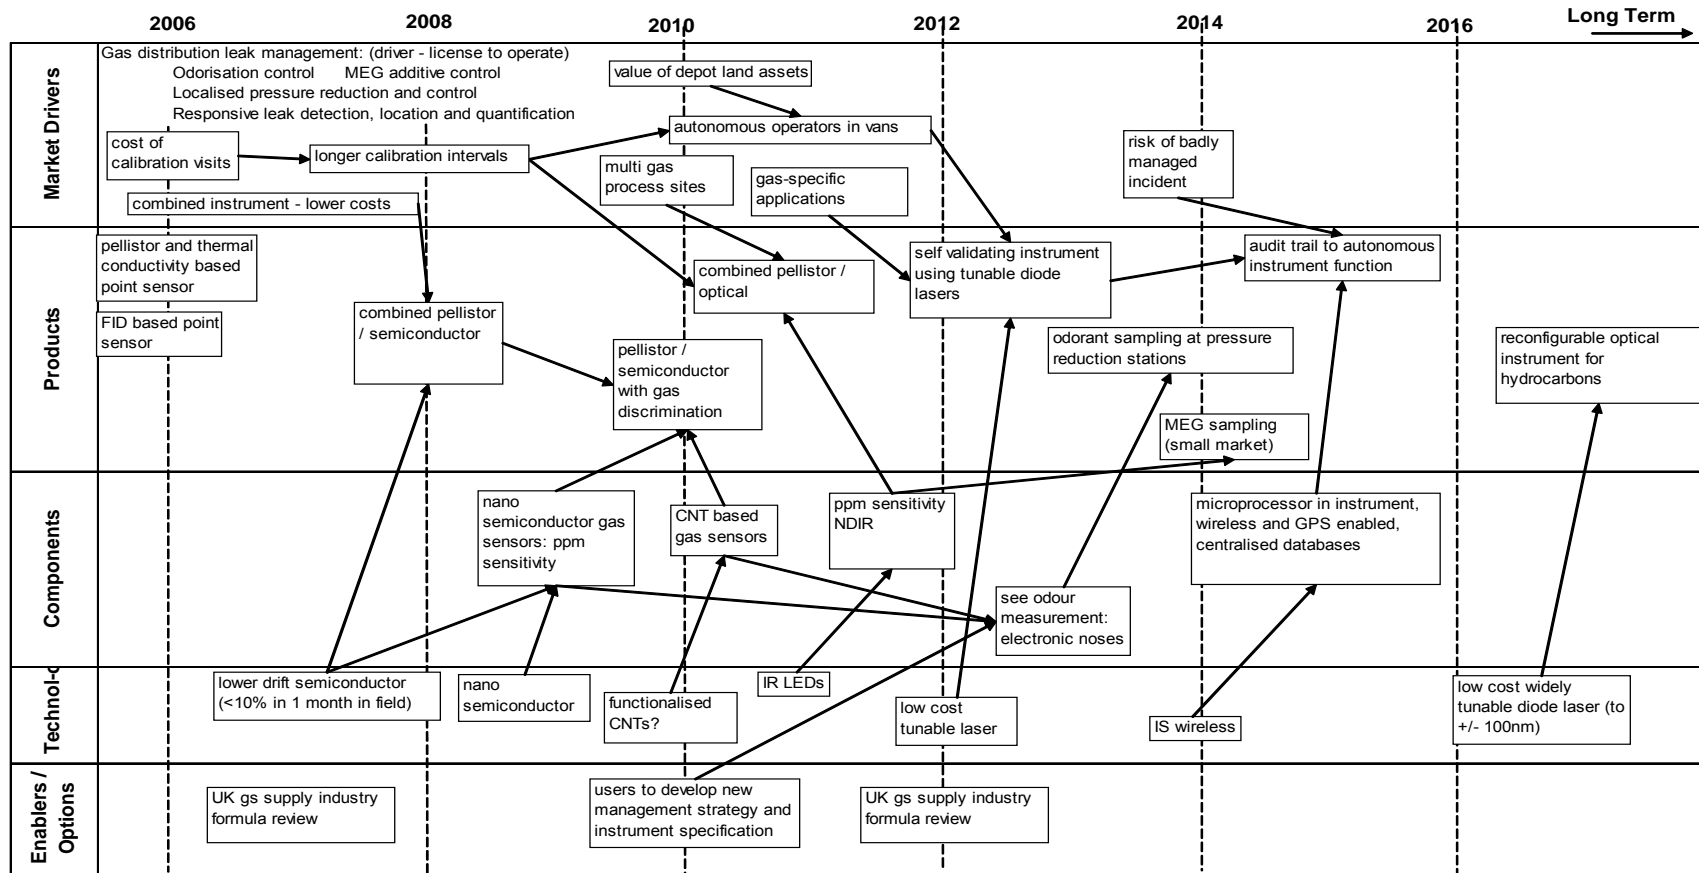 2006
2008
2010
2012
2014
2016
Long Term
Market Drivers
Gas distribution leak management: (driver - license to operate)
Odorisation control MEG additive control
Localised pressure reduction and control
Responsive leak detection, location and quantification
value of depot land assets
autonomous operators in vans
cost of
calibration visits
longer calibration intervals
multi gas
process sites
gas-specific
applications
risk of badly
managed
incident
combined instrument - lower costs
Products
pellistor and thermal
conductivity based
point sensor
FID based point
sensor
combined pellistor
/ semiconductor
pellistor /
semiconductor
with gas
discrimination
combined pellistor /
optical
self validating instrument
using tunable diode
lasers
audit trail to autonomous
instrument function
odorant sampling at pressure
reduction stations
MEG sampling
(small market)
reconfigurable optical
instrument for
hydrocarbons
Components
nano
semiconductor gas
sensors: ppm
sensitivity
CNT based
gas sensors
ppm sensitivity
NDIR
see odour
measurement:
electronic noses
microprocessor in instrument,
wireless and GPS enabled,
centralised databases
Technol-o
lower drift semiconductor
(<10% in 1 month in field)
nano
semiconductor
functionalised
CNTs?
IR LEDs
low cost
tunable laser
IS wireless
low cost widely
tunable diode laser (to
+/- 100nm)
Enablers /
Options
UK gs supply industry
formula review
users to develop new
management strategy and
instrument specification
UK gs supply industry
formula review